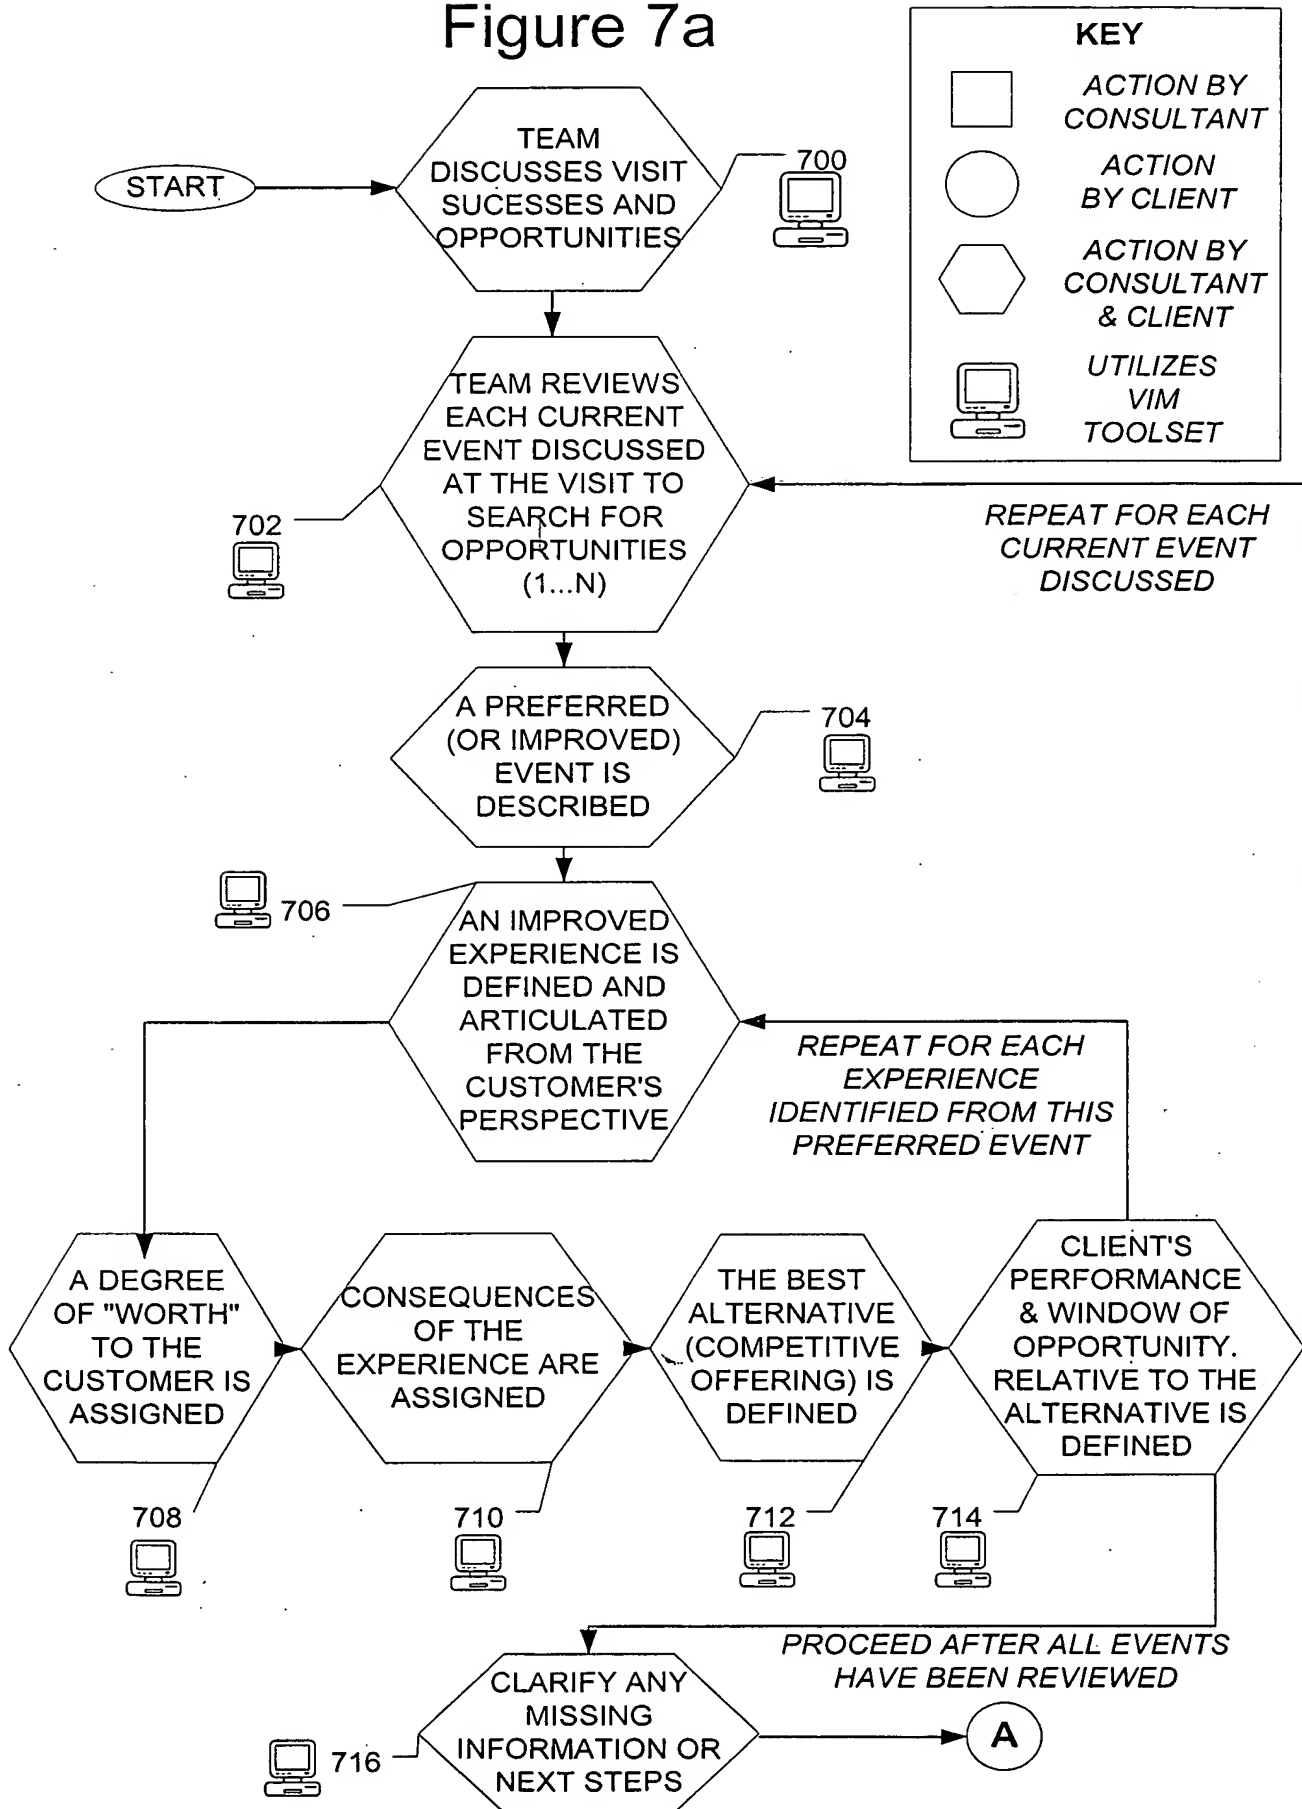 Figure 7a
KEY
ACTION BY
CONSULTANT
ACTION
BY CLIENT
ACTION BY
CONSULTANT
& CLIENT
UTILIZES
VIM
TOOLSET
START
TEAM
DISCUSSES VISIT
SUCESSES AND
OPPORTUNITIES
700
TEAM REVIEWS
EACH CURRENT
EVENT DISCUSSED
AT THE VISIT TO
SEARCH FOR
OPPORTUNITIES
(1...N)
702
REPEAT FOR EACH
CURRENT EVENT
DISCUSSED
A PREFERRED
(OR IMPROVED)
EVENT IS
DESCRIBED
704
706
AN IMPROVED
EXPERIENCE IS
DEFINED AND
ARTICULATED
FROM THE
CUSTOMER'S
PERSPECTIVE
REPEAT FOR EACH
EXPERIENCE
IDENTIFIED FROM THIS
PREFERRED EVENT
A DEGREE
OF "WORTH"
TO THE
CUSTOMER IS
ASSIGNED
708
CONSEQUENCES
OF THE
EXPERIENCE ARE
ASSIGNED
710
THE BEST
ALTERNATIVE
(COMPETITIVE
OFFERING) IS
DEFINED
712
CLIENT'S
PERFORMANCE
& WINDOW OF
OPPORTUNITY.
RELATIVE TO THE
ALTERNATIVE IS
DEFINED
714
PROCEED AFTER ALL EVENTS
HAVE BEEN REVIEWED
CLARIFY ANY
MISSING
INFORMATION OR
NEXT STEPS
716
A